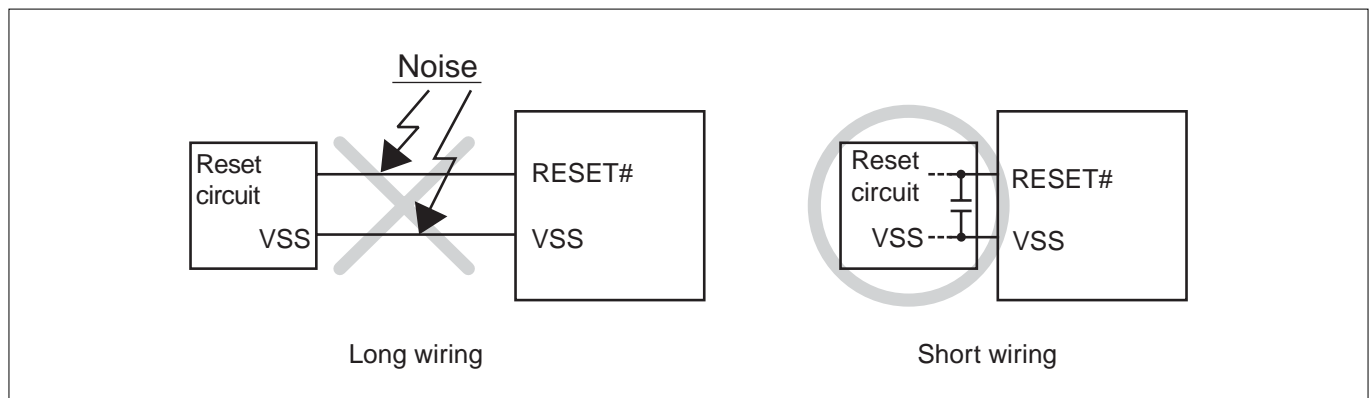 Noise
Reset
circuit
VSS
RESET#
VSS
Long wiring
Reset
circuit
VSS
RESET#
VSS
Short wiring